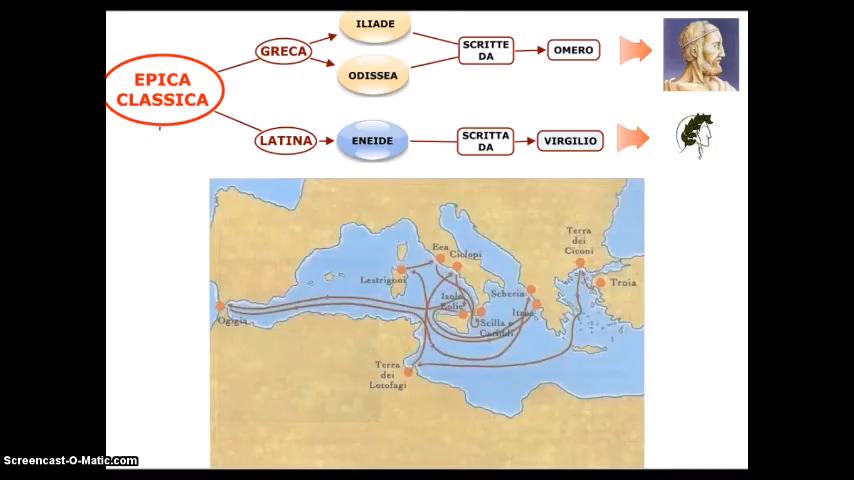 ILIADE
GRECA
SCRITTE
DA
OMERO
ODISSEA
EPICA
CLASSICA
LATINA
ENEIDE
SCRITTA
DA
VIRGILIO
Terra
dei
Ciconi
Eea
Ciclopi
Lestrigoni
Troia
Scheria
Isole
Eolie
Itaca
Ogigia
Scilla e
Cariddi
Terra
dei
Lotofagi
Screencast-O-Matic.com